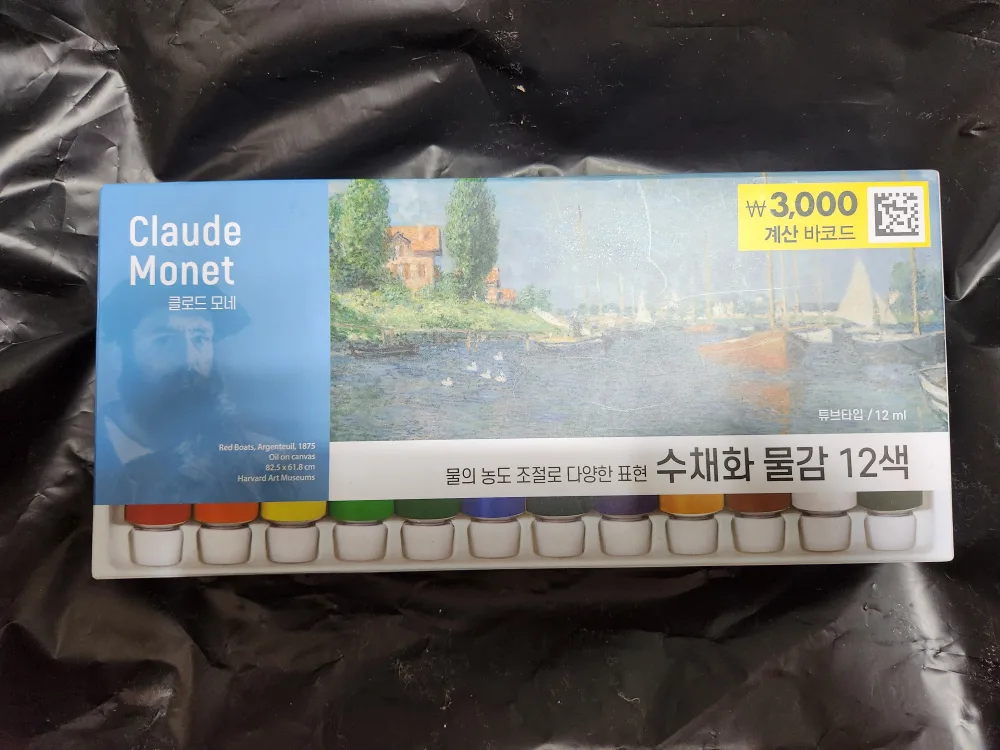 Claude
Monet
클로드 모네
Red Boats, Argenteuil, 1875
Oil on canvas
82.5 x 61.8 cm
Harvard Art Museums
₩3,000
계산 바코드
튜브타입 / 12 ml
물의 농도 조절로 다양한 표현 수채화 물감 12색